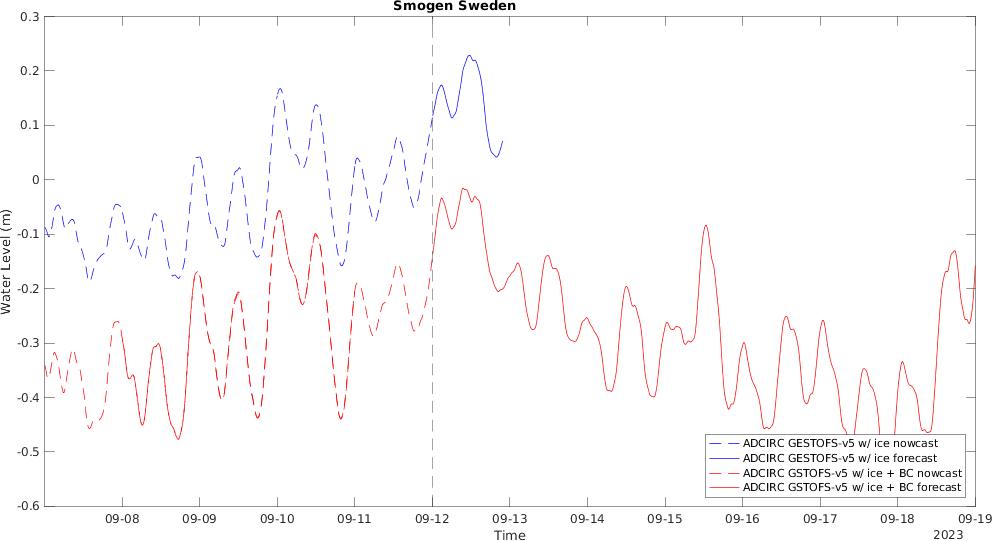 Smogen Sweden
0.3
0.2
0.1
0
-0.1
-0.2
-0.3
-0.4
-0.5
-0.6
Water Level (m)
ADCIRC GESTOFS-v5 w/ ice nowcast
ADCIRC GESTOFS-v5 w/ ice forecast
ADCIRC GSTOFS-v5 w/ ice + BC nowcast
ADCIRC GSTOFS-v5 w/ ice + BC forecast
09-08 09-09 09-10 09-11 09-12 09-13 09-14 09-15 09-16 09-17 09-18 09-19
Time
2023